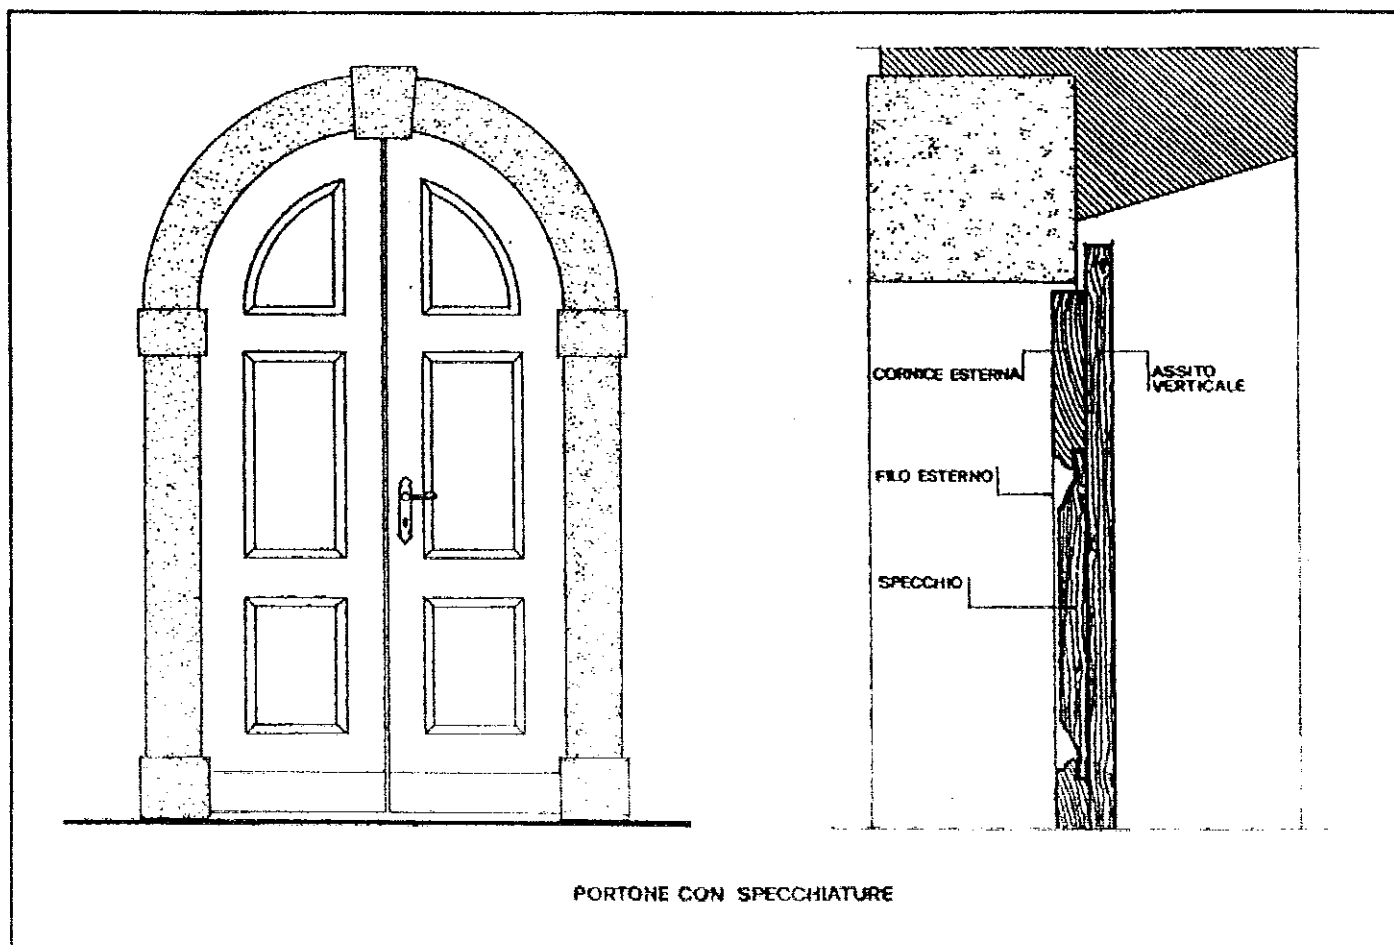 CORNICE ESTERNA
ASSITO
VERTICALE
FILO ESTERNO
SPECCHIO
PORTONE CON SPECCHIATURE